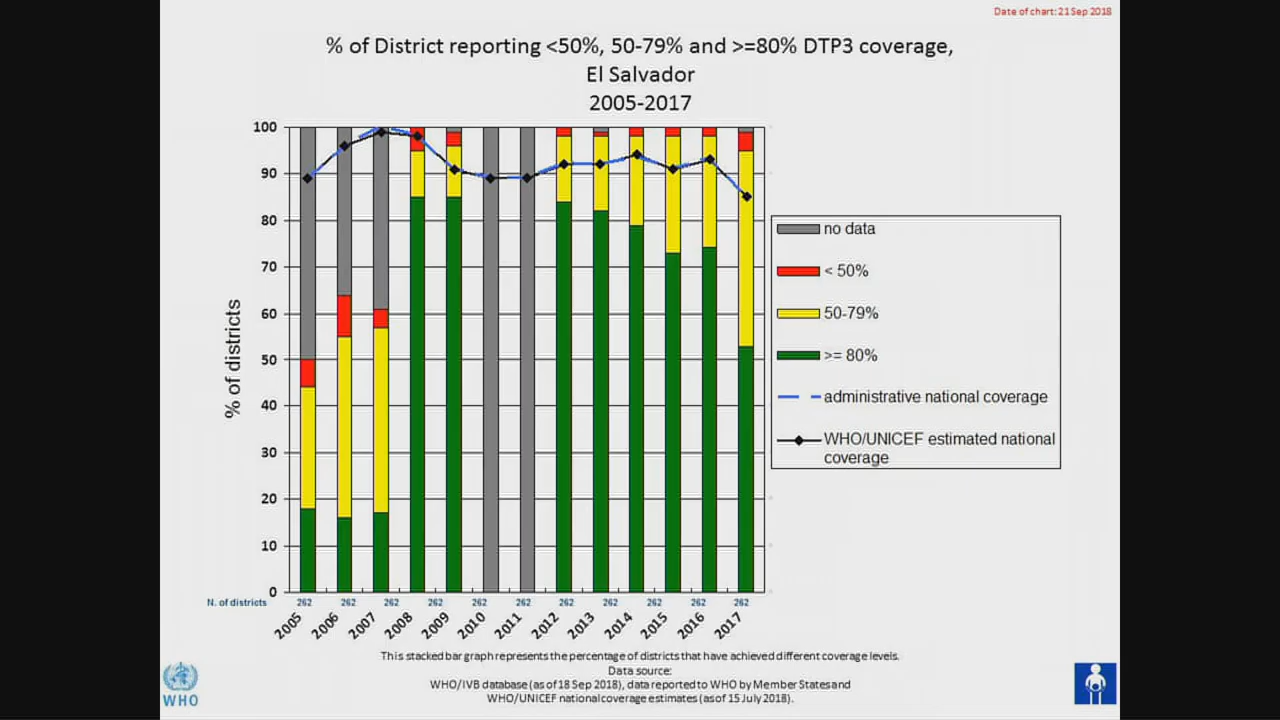 Date of chart: 21 Sep 2018
% of District reporting <50%, 50-79% and >=80% DTP3 coverage,
El Salvador
2005-2017
100
90
80
70
60
50
40
30
20
10
0
% of districts
no data
< 50%
50-79%
>= 80%
administrative national coverage
WHO/UNICEF estimated national
coverage
N. of districts 262 262 262 262 262 262 262 262 262 262 262
2005 2006 2007 2008 2009 2010 2011 2012 2013 2014 2015 2016 2017
This stacked bar graph represents the percentage of districts that have achieved different coverage levels.
Data source:
WHO/IVB database (as of 18 Sep 2018), data reported to WHO by Member States and
WHO/UNICEF national coverage estimates (as of 15 July 2018).
WHO